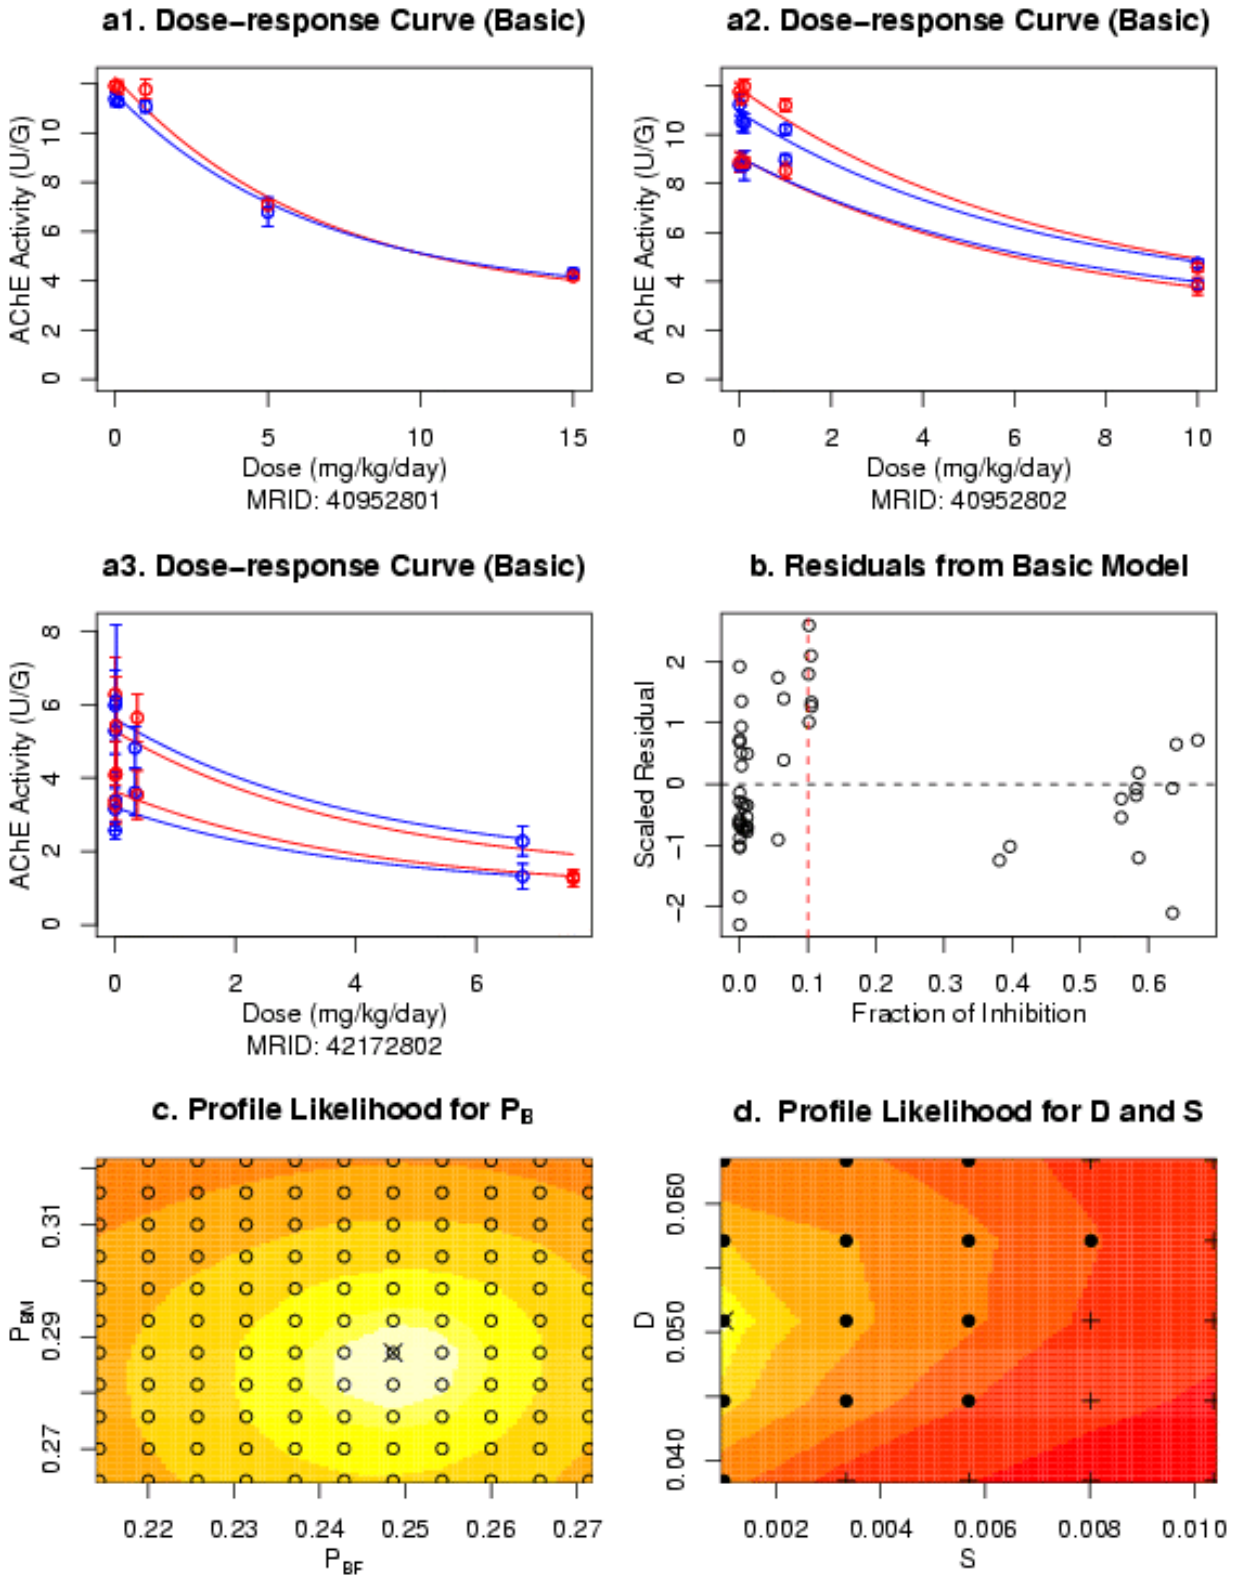 a1. Dose–response Curve (Basic)
AChE Activity (U/G)
0 2 4 6 8 10
0 5 10 15
Dose (mg/kg/day)
MRID: 40952801
a2. Dose–response Curve (Basic)
AChE Activity (U/G)
0 2 4 6 8 10
0 2 4 6 8 10
Dose (mg/kg/day)
MRID: 40952802
a3. Dose–response Curve (Basic)
AChE Activity (U/G)
0 2 4 6 8
0 2 4 6
Dose (mg/kg/day)
MRID: 42172802
b. Residuals from Basic Model
Scaled Residual
−2 −1 0 1 2
0.0 0.1 0.2 0.3 0.4 0.5 0.6
Fraction of Inhibition
c. Profile Likelihood for PB
PBM
0.27 0.29 0.31
0.22 0.23 0.24 0.25 0.26 0.27
PBF
d. Profile Likelihood for D and S
D
0.040 0.050 0.060
0.002 0.004 0.006 0.008 0.010
S